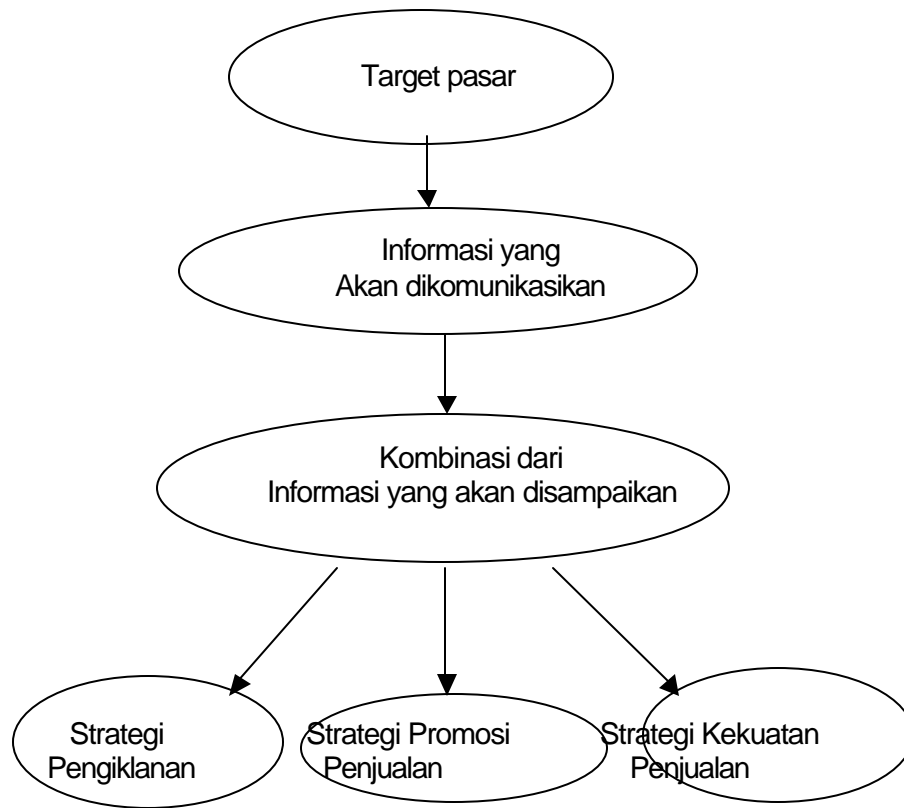 Target pasar
Informasi yang
Akan dikomunikasikan
Kombinasi dari
Informasi yang akan disampaikan
Strategi
Pengiklanan
Strategi Promosi
Penjualan
Strategi Kekuatan
Penjualan